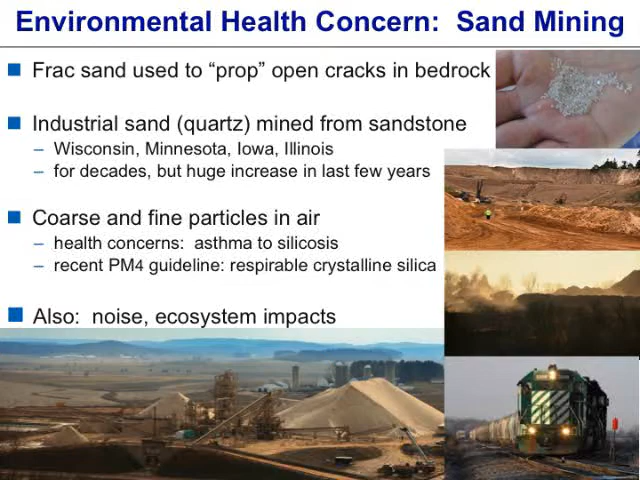 Environmental Health Concern: Sand Mining
Frac sand used to “prop” open cracks in bedrock
Industrial sand (quartz) mined from sandstone
– Wisconsin, Minnesota, Iowa, Illinois
– for decades, but huge increase in last few years
Coarse and fine particles in air
– health concerns: asthma to silicosis
– recent PM4 guideline: respirable crystalline silica
Also: noise, ecosystem impacts